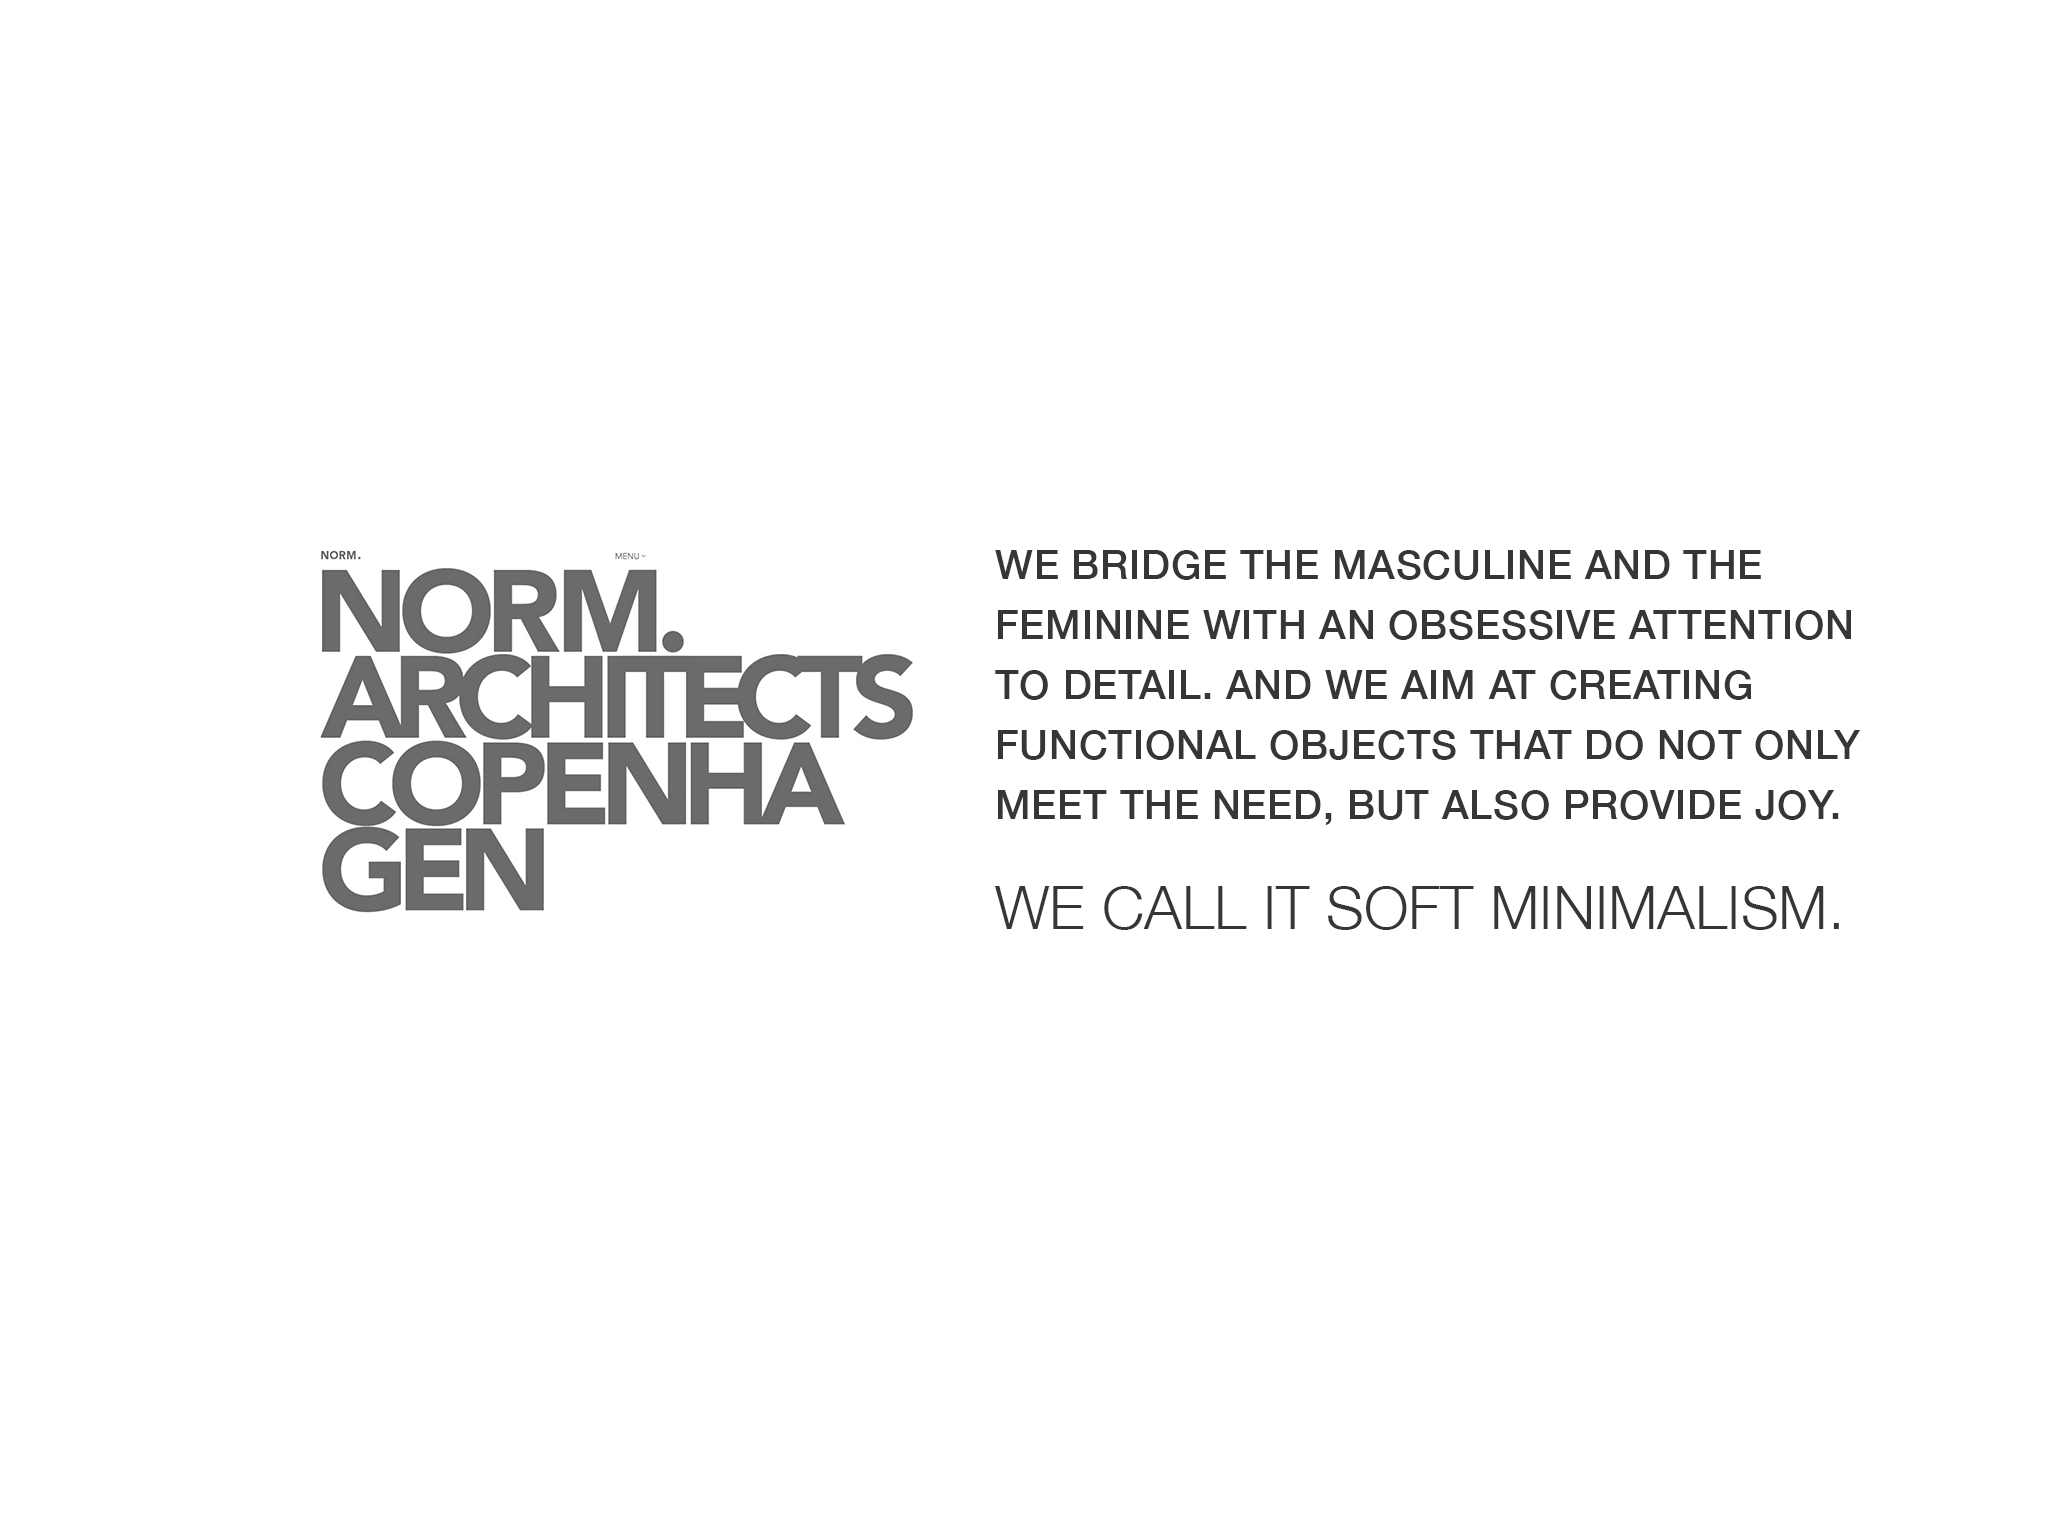 NORM.
MENU
NORM.
ARCHITECTS
COPENHA
GEN
WE BRIDGE THE MASCULINE AND THE
FEMININE WITH AN OBSESSIVE ATTENTION
TO DETAIL. AND WE AIM AT CREATING
FUNCTIONAL OBJECTS THAT DO NOT ONLY
MEET THE NEED, BUT ALSO PROVIDE JOY.
WE CALL IT SOFT MINIMALISM.